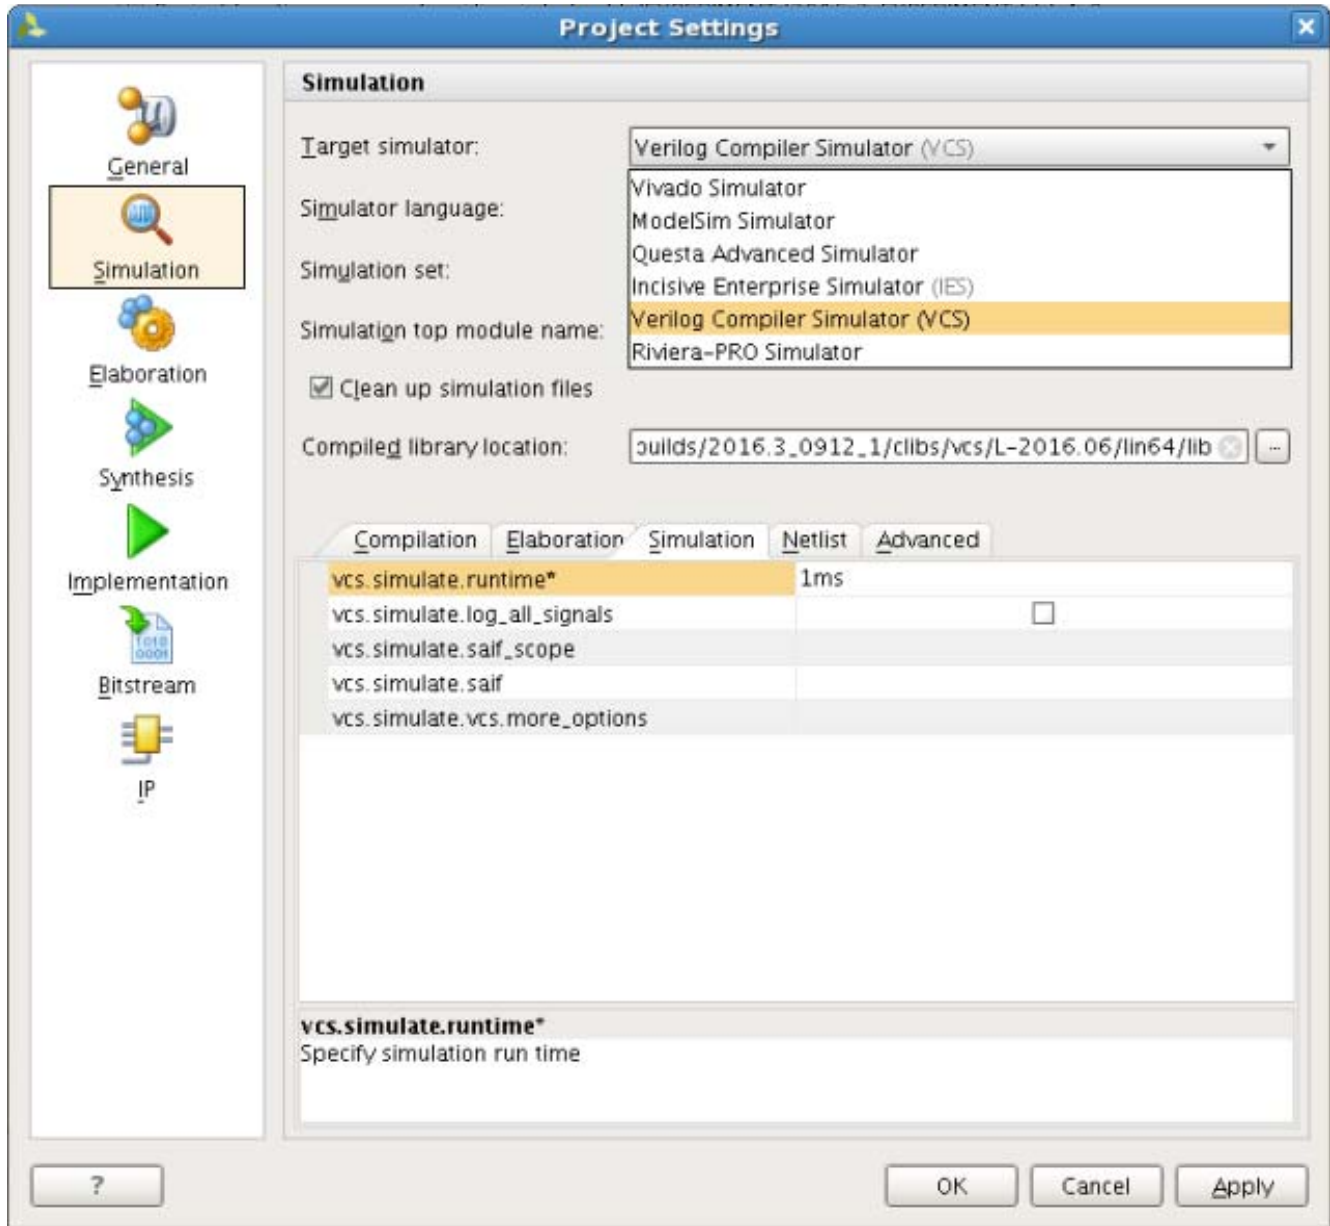 Project Settings
General
Simulation
Elaboration
Synthesis
Implementation
Bitstream
IP
Simulation
Target simulator:
Verilog Compiler Simulator (VCS)
Vivado Simulator
ModelSim Simulator
Questa Advanced Simulator
Incisive Enterprise Simulator (IES)
Verilog Compiler Simulator (VCS)
Riviera-PRO Simulator
Simulator language:
Simulation set:
Simulation top module name:
Clean up simulation files
Compiled library location: builds/2016.3_0912_1/clibs/vcs/L-2016.06/lin64/lib ...
Compilation Elaboration Simulation Netlist Advanced
vcs.simulate.runtime* 1ms
vcs.simulate.log_all_signals
vcs.simulate.saif_scope
vcs.simulate.saif
vcs.simulate.vcs.more_options
vcs.simulate.runtime*
Specify simulation run time
? OK Cancel Apply